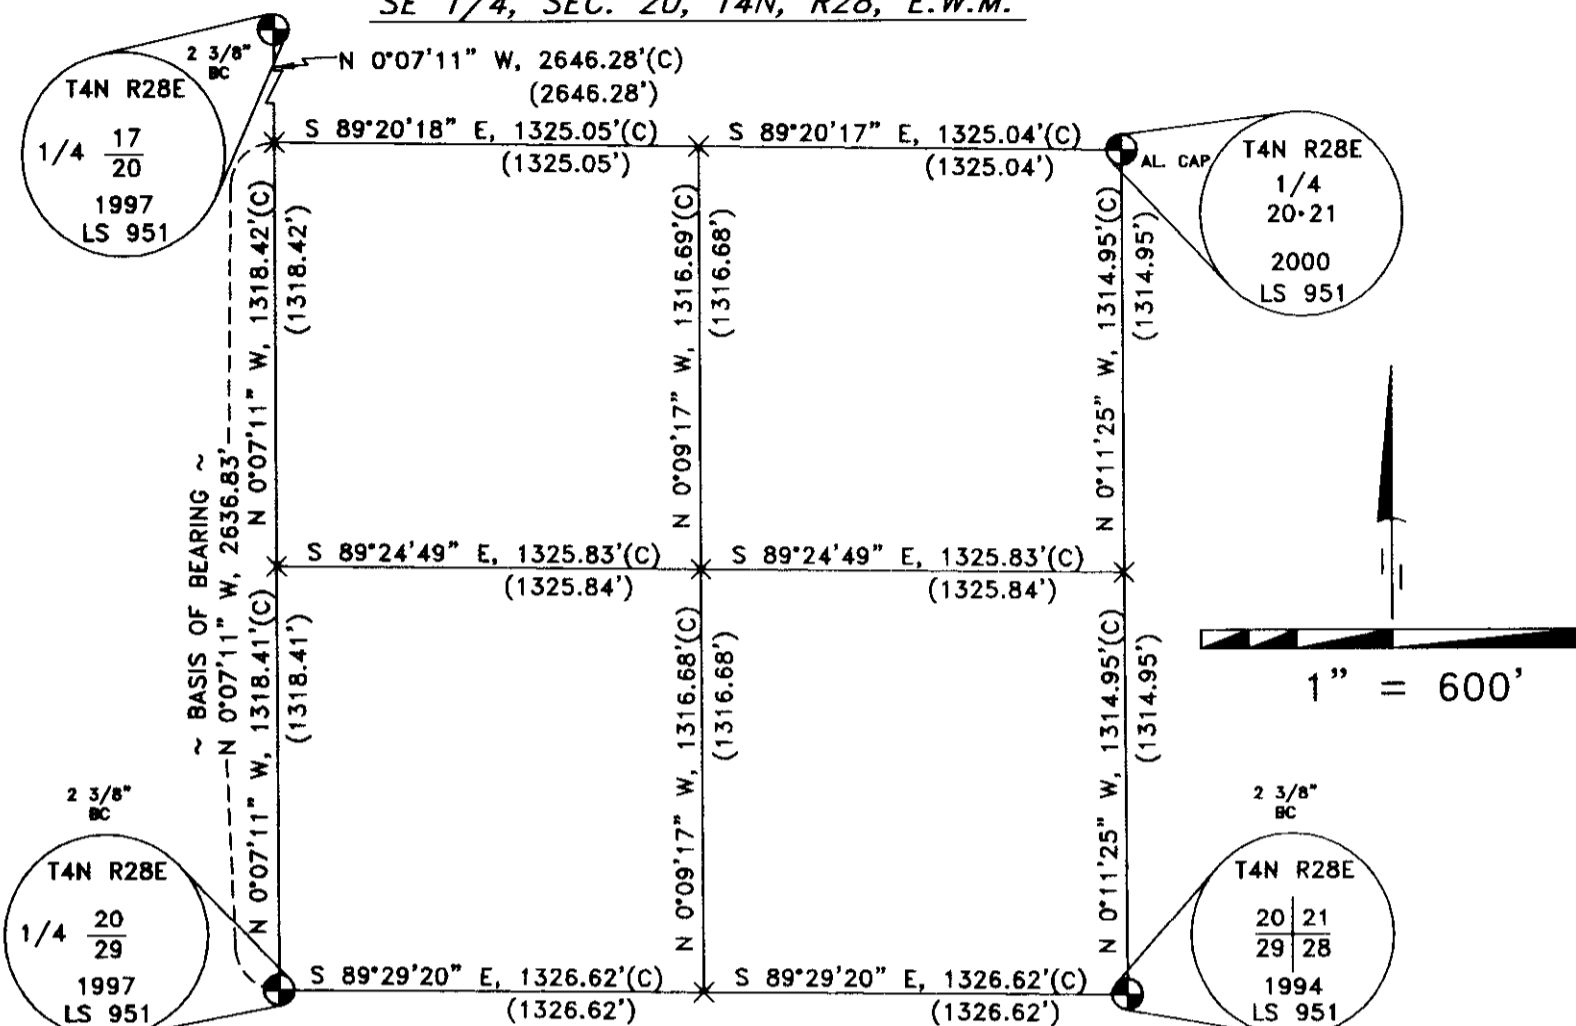 SE 1/4, SEC. 20, T4N, R28, E.W.M.
2 3/8"
BC
T4N R28E
1/4 17
20
1997
LS 951
N 0°07'11" W, 2646.28'(C)
(2646.28')
S 89°20'18" E, 1325.05'(C)
(1325.05')
S 89°20'17" E, 1325.04'(C)
(1325.04')
AL. CAP
T4N R28E
1/4
20·21
2000
LS 951
~ BASIS OF BEARING ~
N 0°07'11" W, 2636.83'
N 0°07'11" W, 1318.42'(C)
(1318.42')
N 0°09'17" W, 1316.69'(C)
(1316.68')
N 0°11'25" W, 1314.95'(C)
(1314.95')
S 89°24'49" E, 1325.83'(C)
(1325.84')
S 89°24'49" E, 1325.83'(C)
(1325.84')
1" = 600'
N 0°07'11" W, 1318.41'(C)
(1318.41')
N 0°09'17" W, 1316.68'(C)
(1316.68')
N 0°11'25" W, 1314.95'(C)
(1314.95')
2 3/8"
BC
T4N R28E
1/4 20
29
1997
LS 951
S 89°29'20" E, 1326.62'(C)
(1326.62')
S 89°29'20" E, 1326.62'(C)
(1326.62')
2 3/8"
BC
T4N R28E
20 21
29 28
1994
LS 951